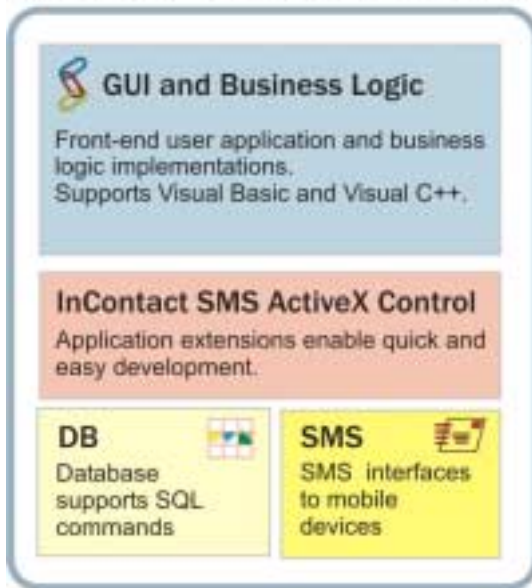 GUI and Business Logic
Front-end user application and business
logic implementations.
Supports Visual Basic and Visual C++.
InContact SMS ActiveX Control
Application extensions enable quick and
easy development.
DB
Database
supports SQL
commands
SMS
SMS interfaces
to mobile
devices